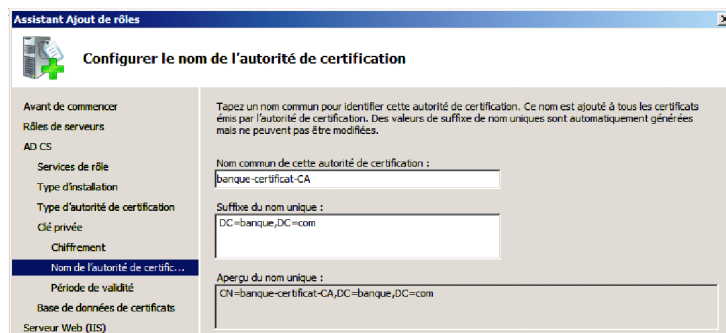 Assistant Ajout de rôles
Configurer le nom de l'autorité de certification
Avant de commencer
Rôles de serveurs
AD CS
Services de rôle
Type d'installation
Type d'autorité de certification
Clé privée
Chiffrement
Nom de l'autorité de certific...
Période de validité
Base de données de certificats
Serveur Web (IIS)
Tapez un nom commun pour identifier cette autorité de certification. Ce nom est ajouté à tous les certificats
émis par l'autorité de certification. Des valeurs de suffixe de nom uniques sont automatiquement générées
mais ne peuvent pas être modifiées.
Nom commun de cette autorité de certification :
banque-certificat-CA
Suffixe du nom unique :
DC=banque,DC=com
Aperçu du nom unique :
CN=banque-certificat-CA,DC=banque,DC=com